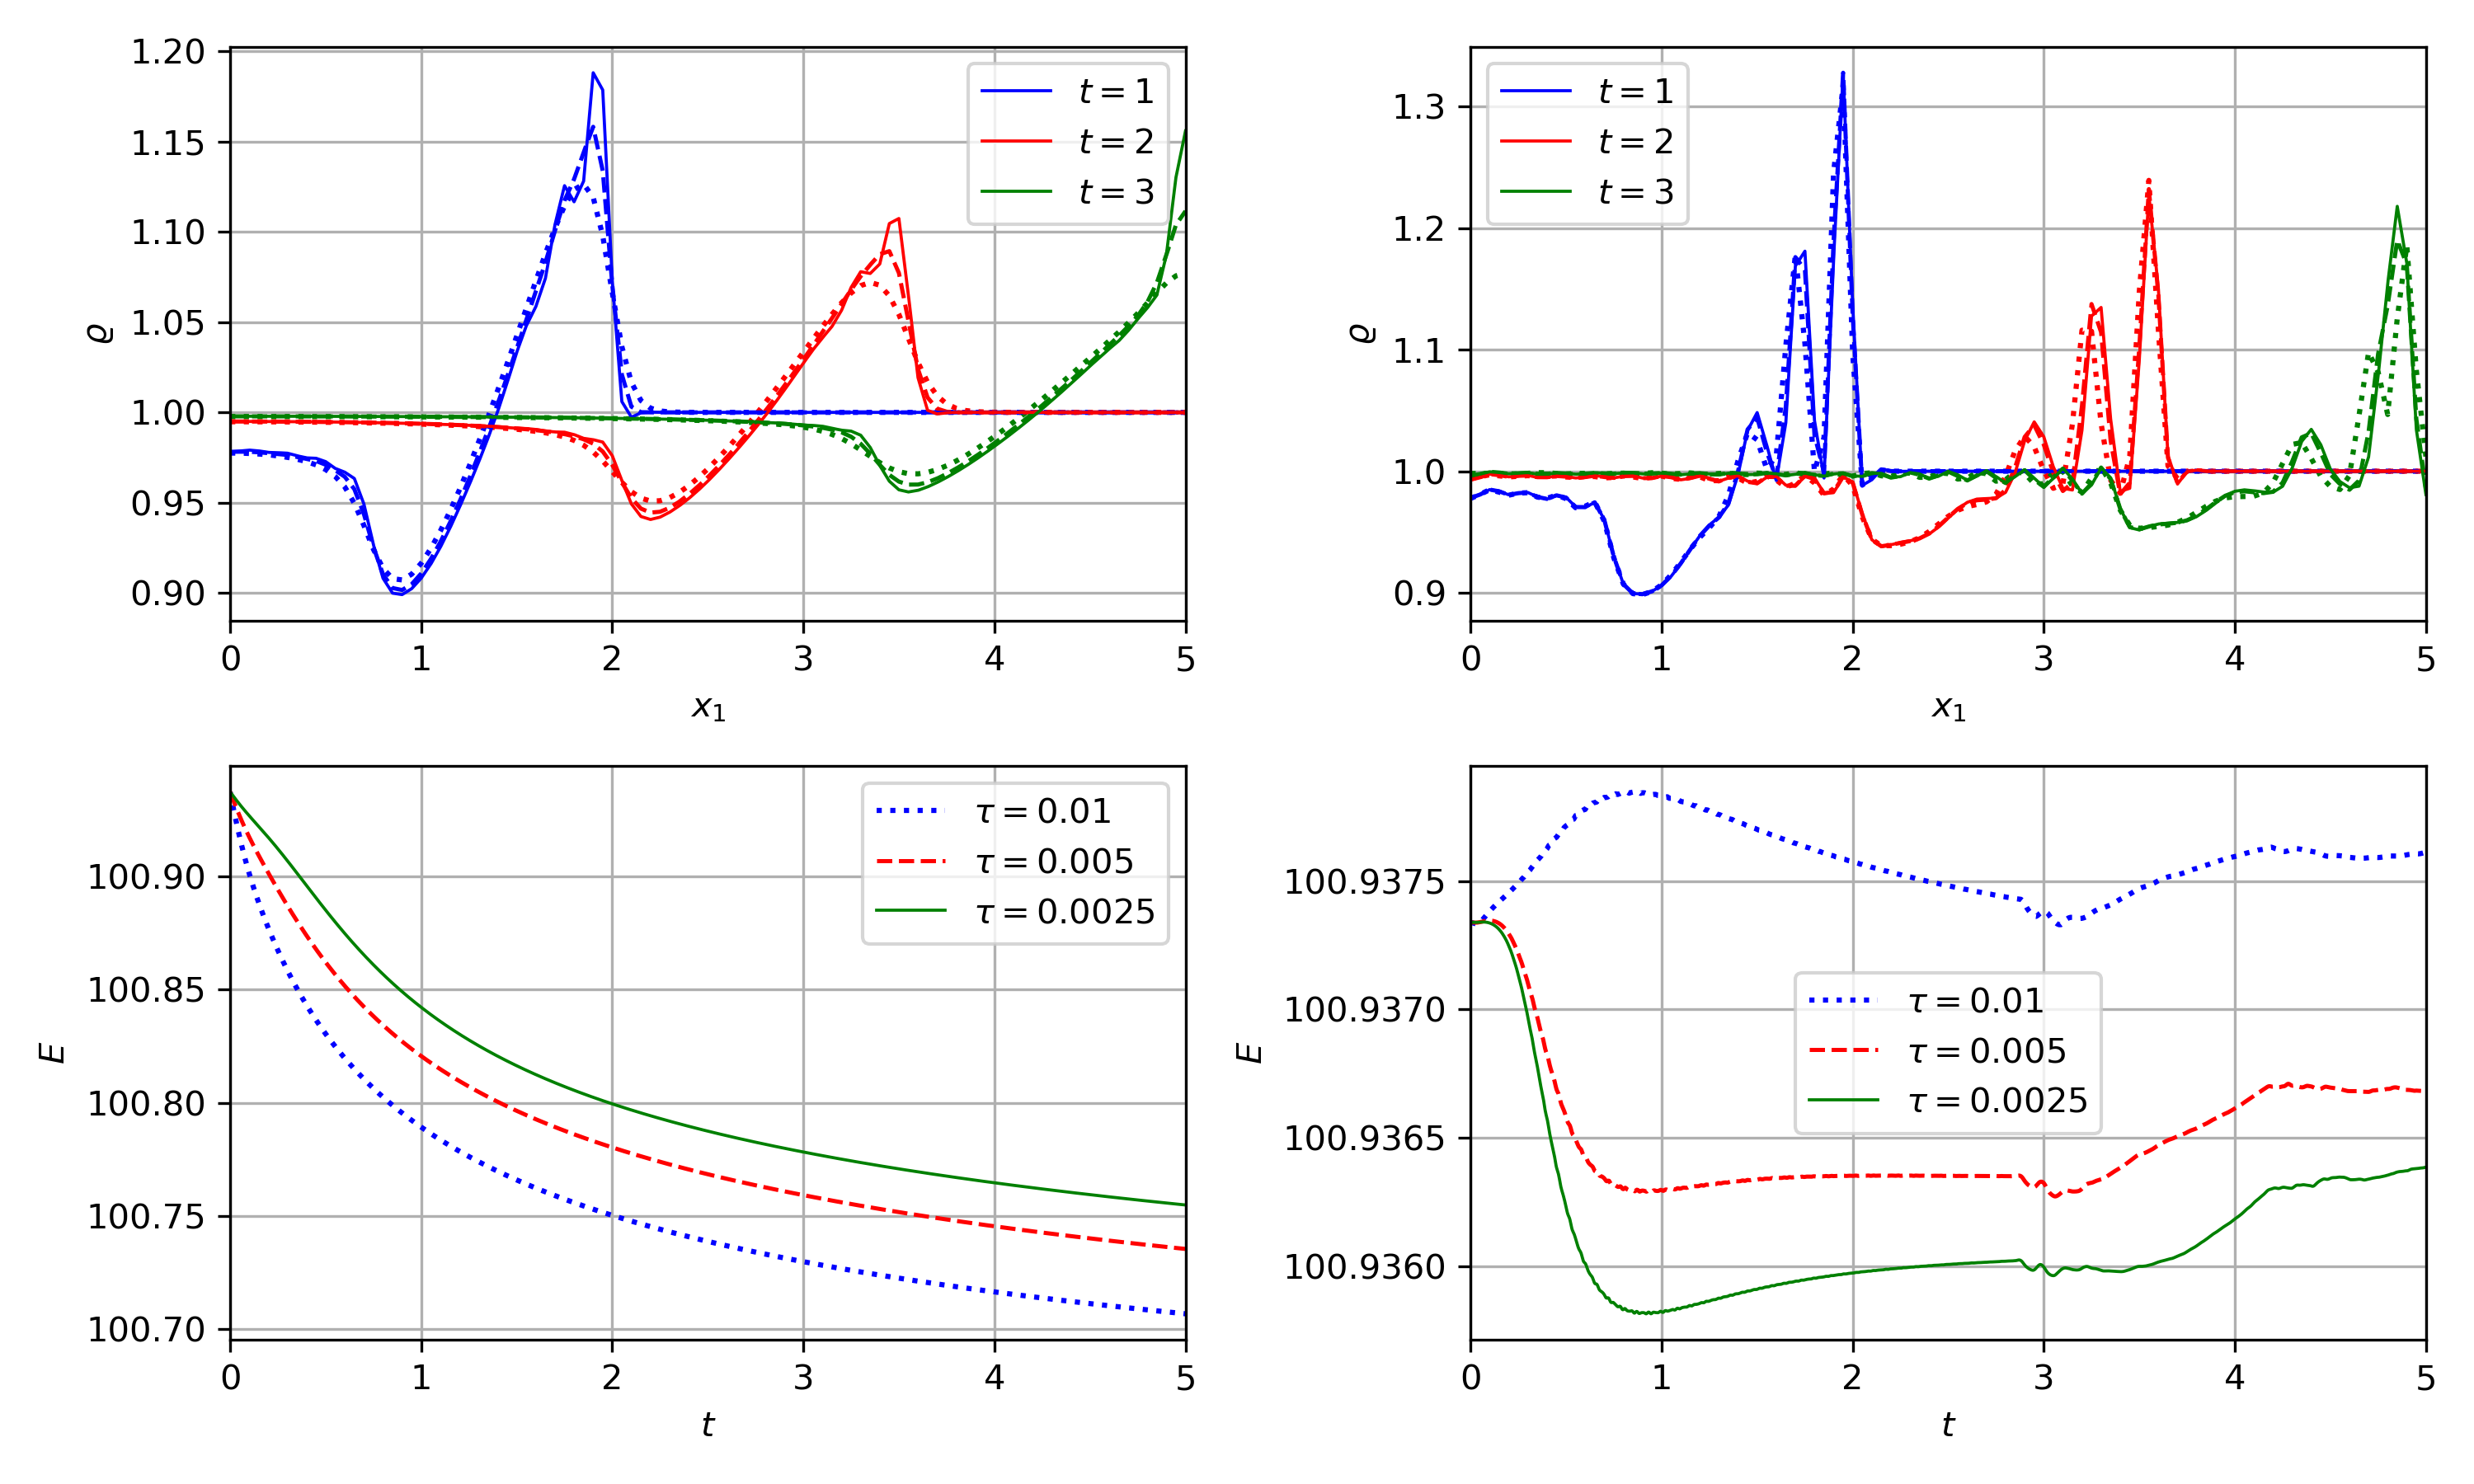 1.20
1.15
1.10
1.05
1.00
0.95
0.90
ϱ
t = 1
t = 2
t = 3
0 1 2 3 4 5
x₁
1.3
1.2
1.1
1.0
0.9
ϱ
t = 1
t = 2
t = 3
0 1 2 3 4 5
x₁
100.90
100.85
100.80
100.75
100.70
E
τ = 0.01
τ = 0.005
τ = 0.0025
0 1 2 3 4 5
t
100.9375
100.9370
100.9365
100.9360
E
τ = 0.01
τ = 0.005
τ = 0.0025
0 1 2 3 4 5
t